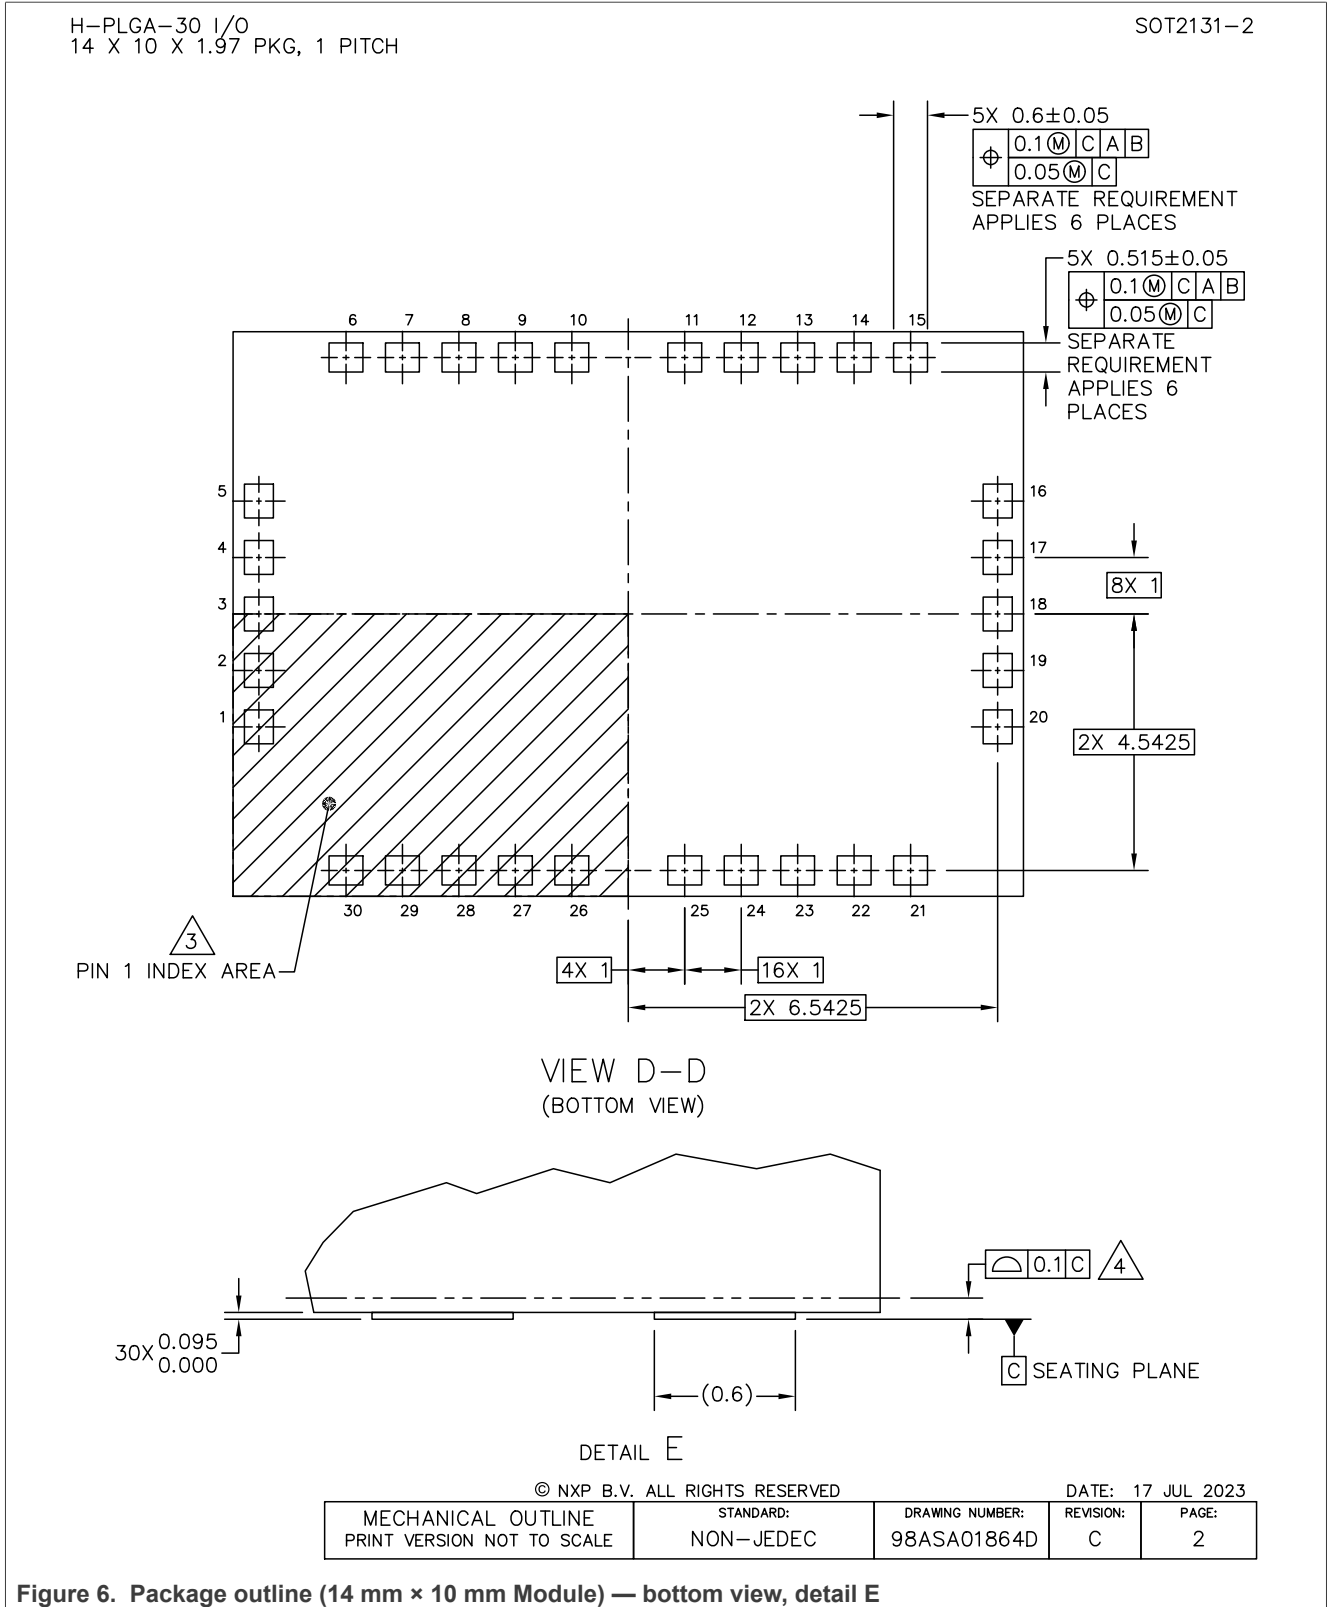 H-PLGA-30 I/O
14 X 10 X 1.97 PKG, 1 PITCH
SOT2131-2
5X 0.6±0.05
⌖ 0.1 Ⓜ C A B
0.05 Ⓜ C
SEPARATE REQUIREMENT
APPLIES 6 PLACES
5X 0.515±0.05
⌖ 0.1 Ⓜ C A B
0.05 Ⓜ C
SEPARATE
REQUIREMENT
APPLIES 6
PLACES
6 7 8 9 10 11 12 13 14 15
5 16
4 17
8X 1
3 18
2 19
1 20
2X 4.5425
30 29 28 27 26 25 24 23 22 21
3
PIN 1 INDEX AREA
4X 1
16X 1
2X 6.5425
VIEW D-D
(BOTTOM VIEW)
⌓ 0.1 C 4
30X 0.095
0.000
C SEATING PLANE
(0.6)
DETAIL E
© NXP B.V. ALL RIGHTS RESERVED
DATE: 17 JUL 2023
MECHANICAL OUTLINE
PRINT VERSION NOT TO SCALE
STANDARD:
NON-JEDEC
DRAWING NUMBER:
98ASA01864D
REVISION:
C
PAGE:
2
Figure 6. Package outline (14 mm × 10 mm Module) — bottom view, detail E